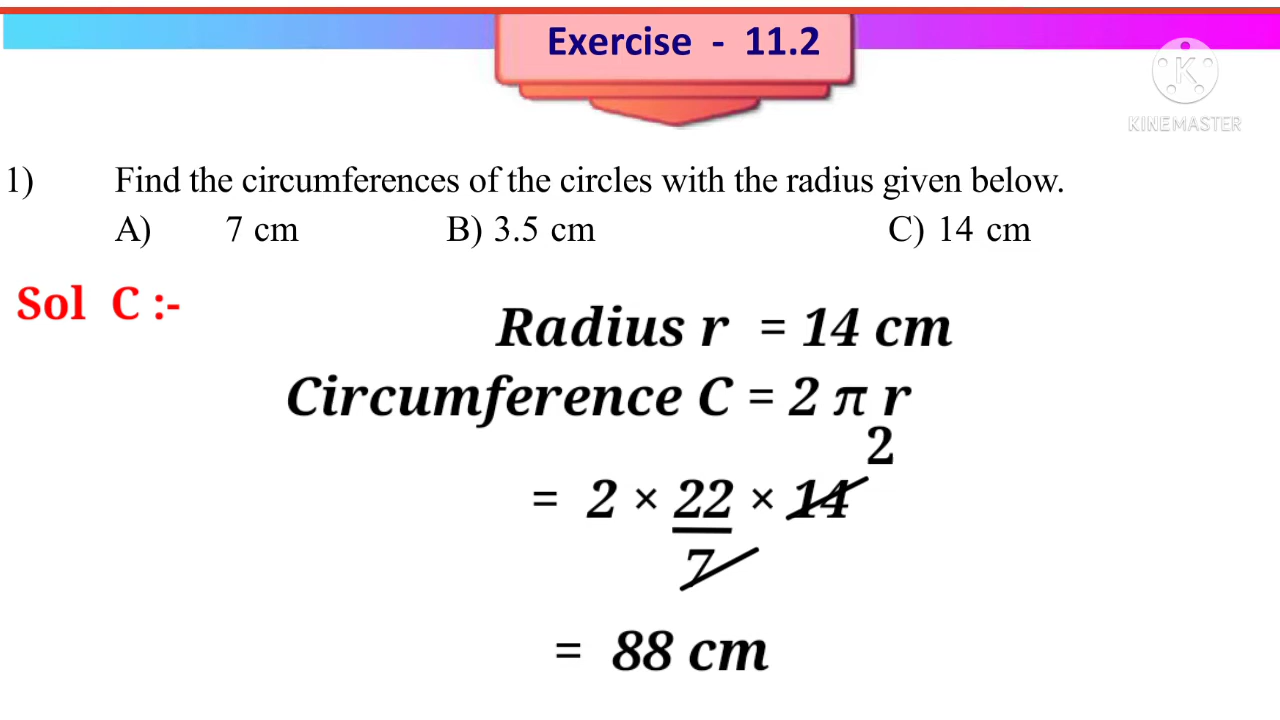 Exercise - 11.2
KINEMASTER
1) Find the circumferences of the circles with the radius given below.
A) 7 cm B) 3.5 cm C) 14 cm
Sol C :-
Radius r = 14 cm
Circumference C = 2 π r
2
= 2 × 22 × 14
7
= 88 cm